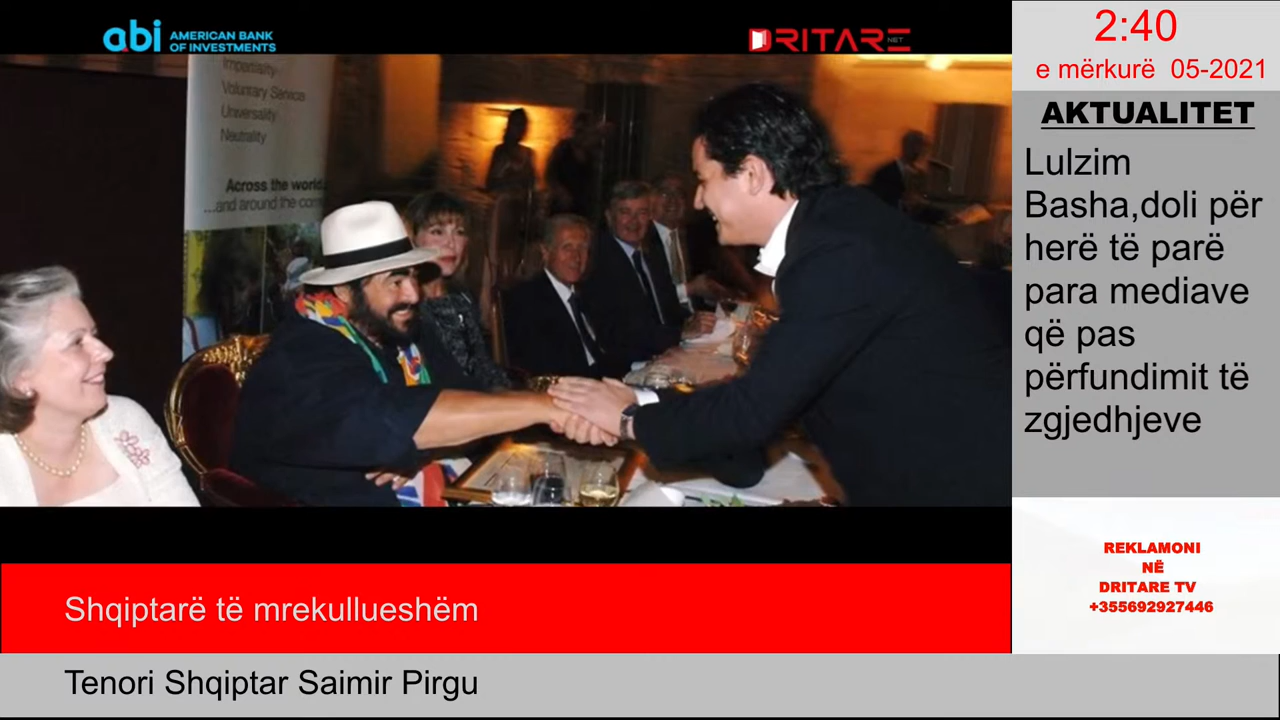 abi AMERICAN BANK
OF INVESTMENTS
DRITARE.NET
2:40
e mërkurë 05-2021
AKTUALITET
Lulzim
Basha,doli për
herë të parë
para mediave
që pas
përfundimit të
zgjedhjeve
Impartiality
Voluntary Service
Universality
Neutrality
Across the world.
...and around the
REKLAMONI
NË
DRITARE TV
+355692927446
Shqiptarë të mrekullueshëm
Tenori Shqiptar Saimir Pirgu